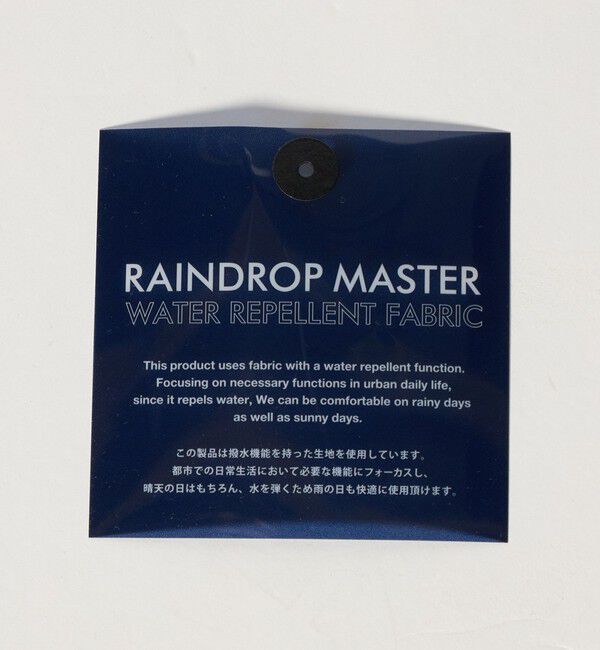 RAINDROP MASTER
WATER REPELLENT FABRIC
This product uses fabric with a water repellent function.
Focusing on necessary functions in urban daily life,
since it repels water, We can be comfortable on rainy days
as well as sunny days.
この製品は撥水機能を持った生地を使用しています。
都市での日常生活において必要な機能にフォーカスし、
晴天の日はもちろん、水を弾くため雨の日も快適に使用頂けます。